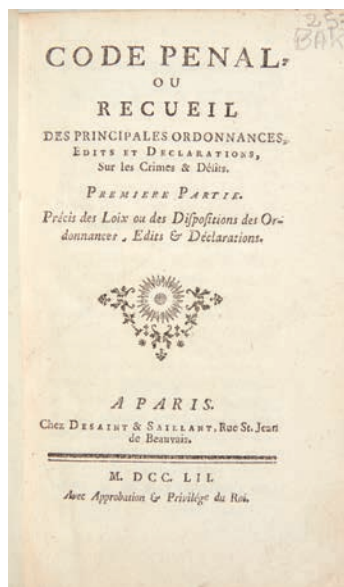 CODE PENAL,
OU
RECUEIL
DES PRINCIPALES ORDONNANCES,
EDITS ET DECLARATIONS,
Sur les Crimes & Délits.
PREMIERE PARTIE.
Précis des Loix ou des Dispositions des Or-
donnances, Edits & Déclarations.
A PARIS.
Chez DESAINT & SAILLANT, Rue St. Jean
de Beauvais.
M. DCC. LII.
Avec Approbation & Privilége du Roi.